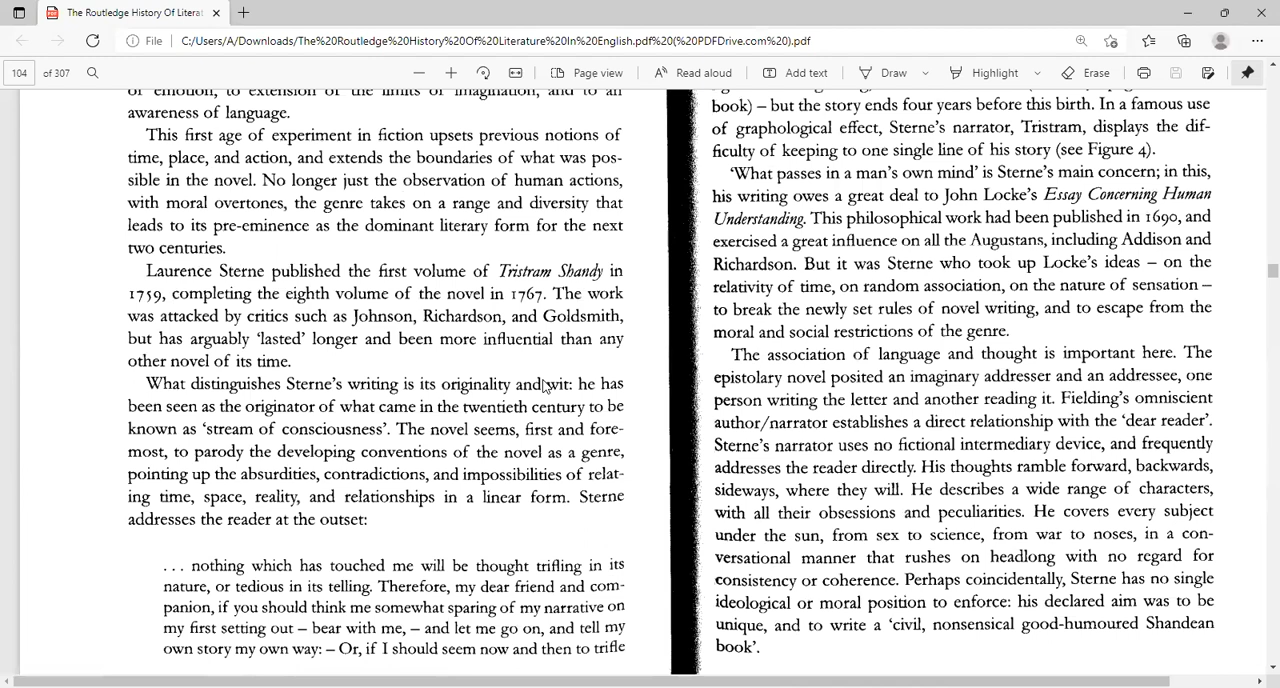 The Routledge History Of Litera
File
C:/Users/A/Downloads/The%20Routledge%20History%20Of%20Literature%20In%20English.pdf%20(%20PDFDrive.com%20).pdf
104 of 307
Page view
Read aloud
Add text
Draw
Highlight
Erase
of emotion, to extension of the limits of imagination, and to an
awareness of language.
This first age of experiment in fiction upsets previous notions of
time, place, and action, and extends the boundaries of what was pos-
sible in the novel. No longer just the observation of human actions,
with moral overtones, the genre takes on a range and diversity that
leads to its pre-eminence as the dominant literary form for the next
two centuries.
Laurence Sterne published the first volume of Tristram Shandy in
1759, completing the eighth volume of the novel in 1767. The work
was attacked by critics such as Johnson, Richardson, and Goldsmith,
but has arguably ‘lasted’ longer and been more influential than any
other novel of its time.
What distinguishes Sterne’s writing is its originality and wit: he has
been seen as the originator of what came in the twentieth century to be
known as ‘stream of consciousness’. The novel seems, first and fore-
most, to parody the developing conventions of the novel as a genre,
pointing up the absurdities, contradictions, and impossibilities of relat-
ing time, space, reality, and relationships in a linear form. Sterne
addresses the reader at the outset:
. . . nothing which has touched me will be thought trifling in its
nature, or tedious in its telling. Therefore, my dear friend and com-
panion, if you should think me somewhat sparing of my narrative on
my first setting out – bear with me, – and let me go on, and tell my
own story my own way: – Or, if I should seem now and then to trifle
book) – but the story ends four years before this birth. In a famous use
of graphological effect, Sterne’s narrator, Tristram, displays the dif-
ficulty of keeping to one single line of his story (see Figure 4).
‘What passes in a man’s own mind’ is Sterne’s main concern; in this,
his writing owes a great deal to John Locke’s Essay Concerning Human
Understanding. This philosophical work had been published in 1690, and
exercised a great influence on all the Augustans, including Addison and
Richardson. But it was Sterne who took up Locke’s ideas – on the
relativity of time, on random association, on the nature of sensation –
to break the newly set rules of novel writing, and to escape from the
moral and social restrictions of the genre.
The association of language and thought is important here. The
epistolary novel posited an imaginary addresser and an addressee, one
person writing the letter and another reading it. Fielding’s omniscient
author/narrator establishes a direct relationship with the ‘dear reader’.
Sterne’s narrator uses no fictional intermediary device, and frequently
addresses the reader directly. His thoughts ramble forward, backwards,
sideways, where they will. He describes a wide range of characters,
with all their obsessions and peculiarities. He covers every subject
under the sun, from sex to science, from war to noses, in a con-
versational manner that rushes on headlong with no regard for
consistency or coherence. Perhaps coincidentally, Sterne has no single
ideological or moral position to enforce: his declared aim was to be
unique, and to write a ‘civil, nonsensical good-humoured Shandean
book’.